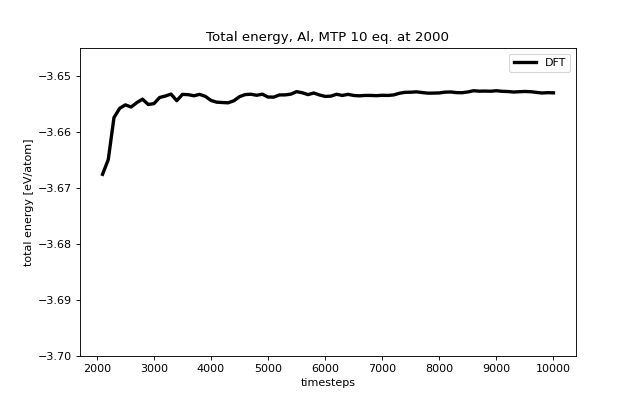 Total energy, Al, MTP 10 eq. at 2000
DFT
total energy [eV/atom]
−3.65
−3.66
−3.67
−3.68
−3.69
−3.70
2000 3000 4000 5000 6000 7000 8000 9000 10000
timesteps